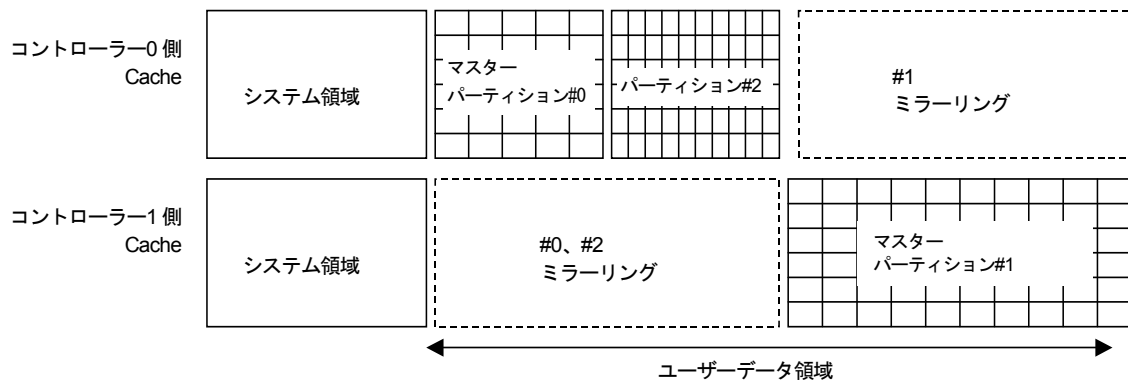 コントローラー0 側
Cache
システム領域
マスター
パーティション#0
パーティション#2
#1
ミラーリング
コントローラー1 側
Cache
システム領域
#0、#2
ミラーリング
マスター
パーティション#1
ユーザーデータ領域